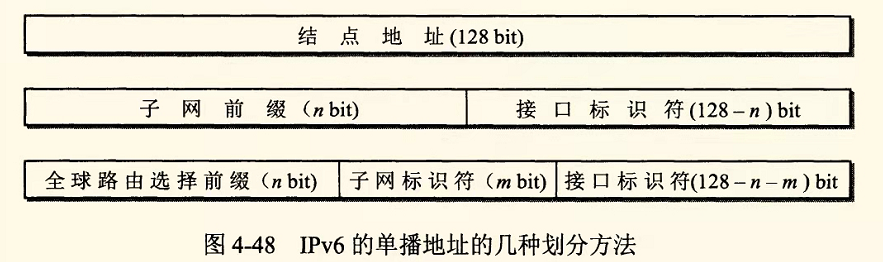 结点地址(128 bit)
子网前缀（n bit) 接口标识符(128 – n) bit
全球路由选择前缀（n bit) 子网标识符（m bit) 接口标识符(128 – n – m) bit
图 4-48 IPv6 的单播地址的几种划分方法